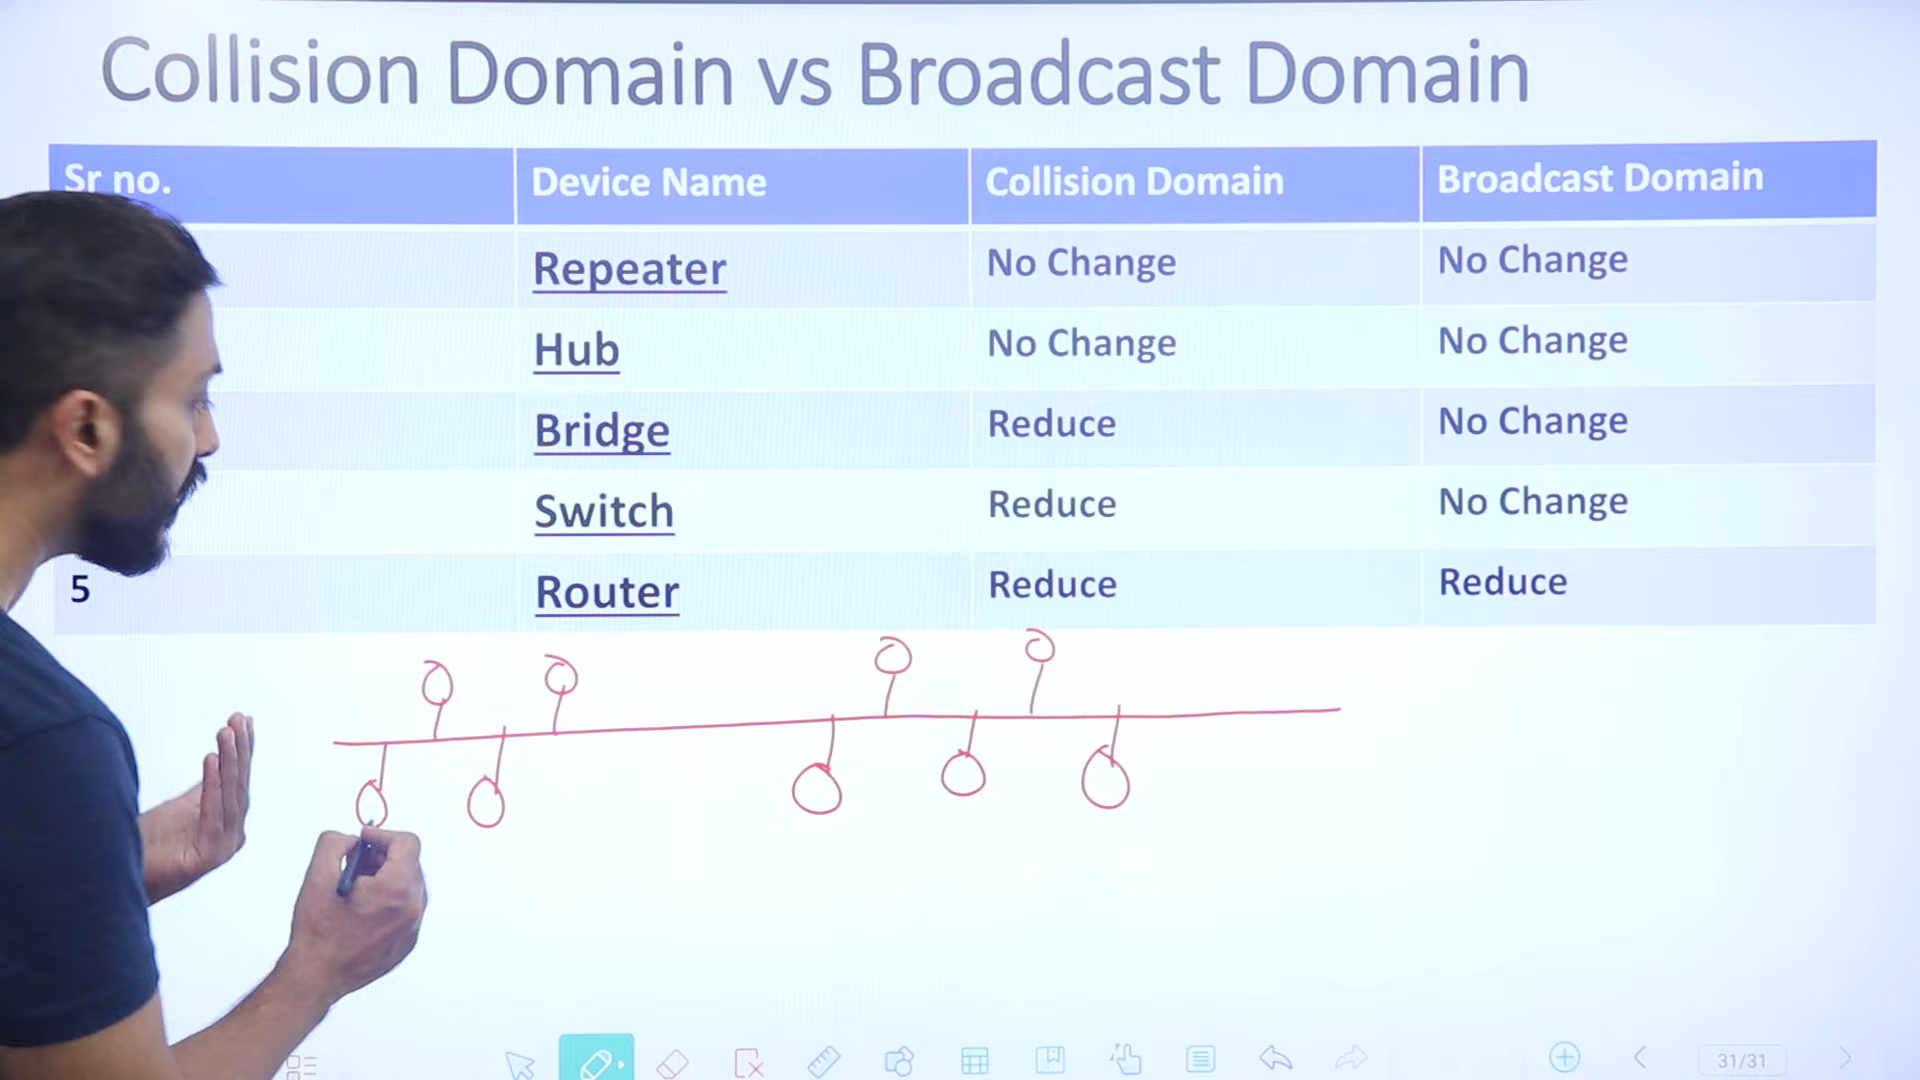 Collision Domain vs Broadcast Domain
Sr no. Device Name Collision Domain Broadcast Domain
Repeater No Change No Change
Hub No Change No Change
Bridge Reduce No Change
Switch Reduce No Change
5 Router Reduce Reduce
31/31